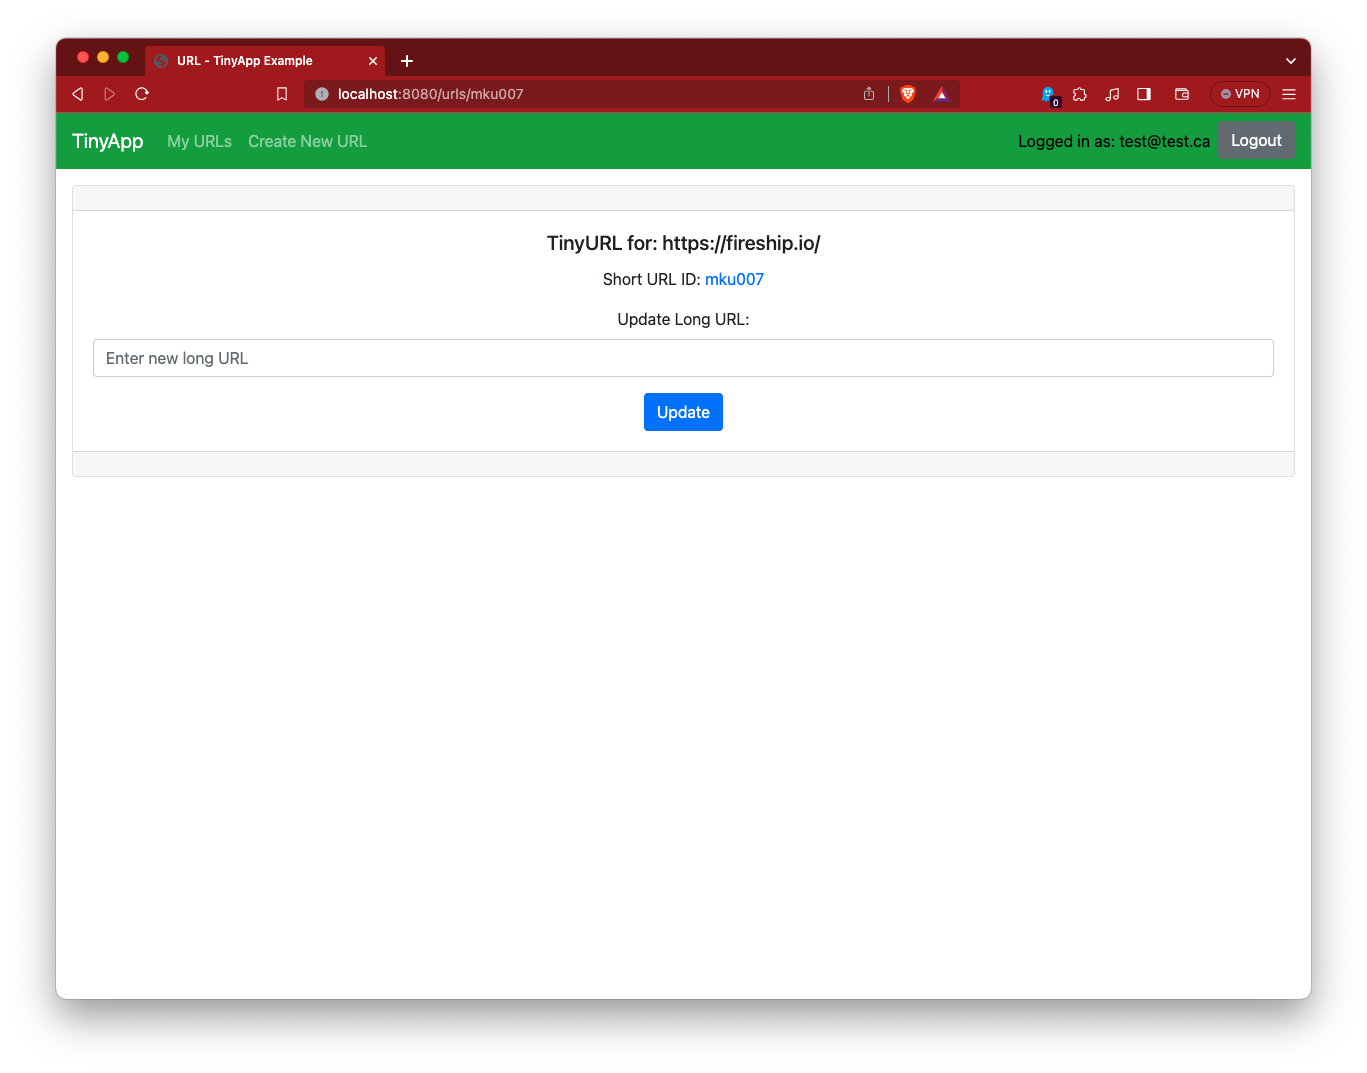 URL - TinyApp Example
localhost:8080/urls/mku007
0
VPN
TinyApp My URLs Create New URL Logged in as: test@test.ca Logout
TinyURL for: https://fireship.io/
Short URL ID: mku007
Update Long URL:
Enter new long URL
Update